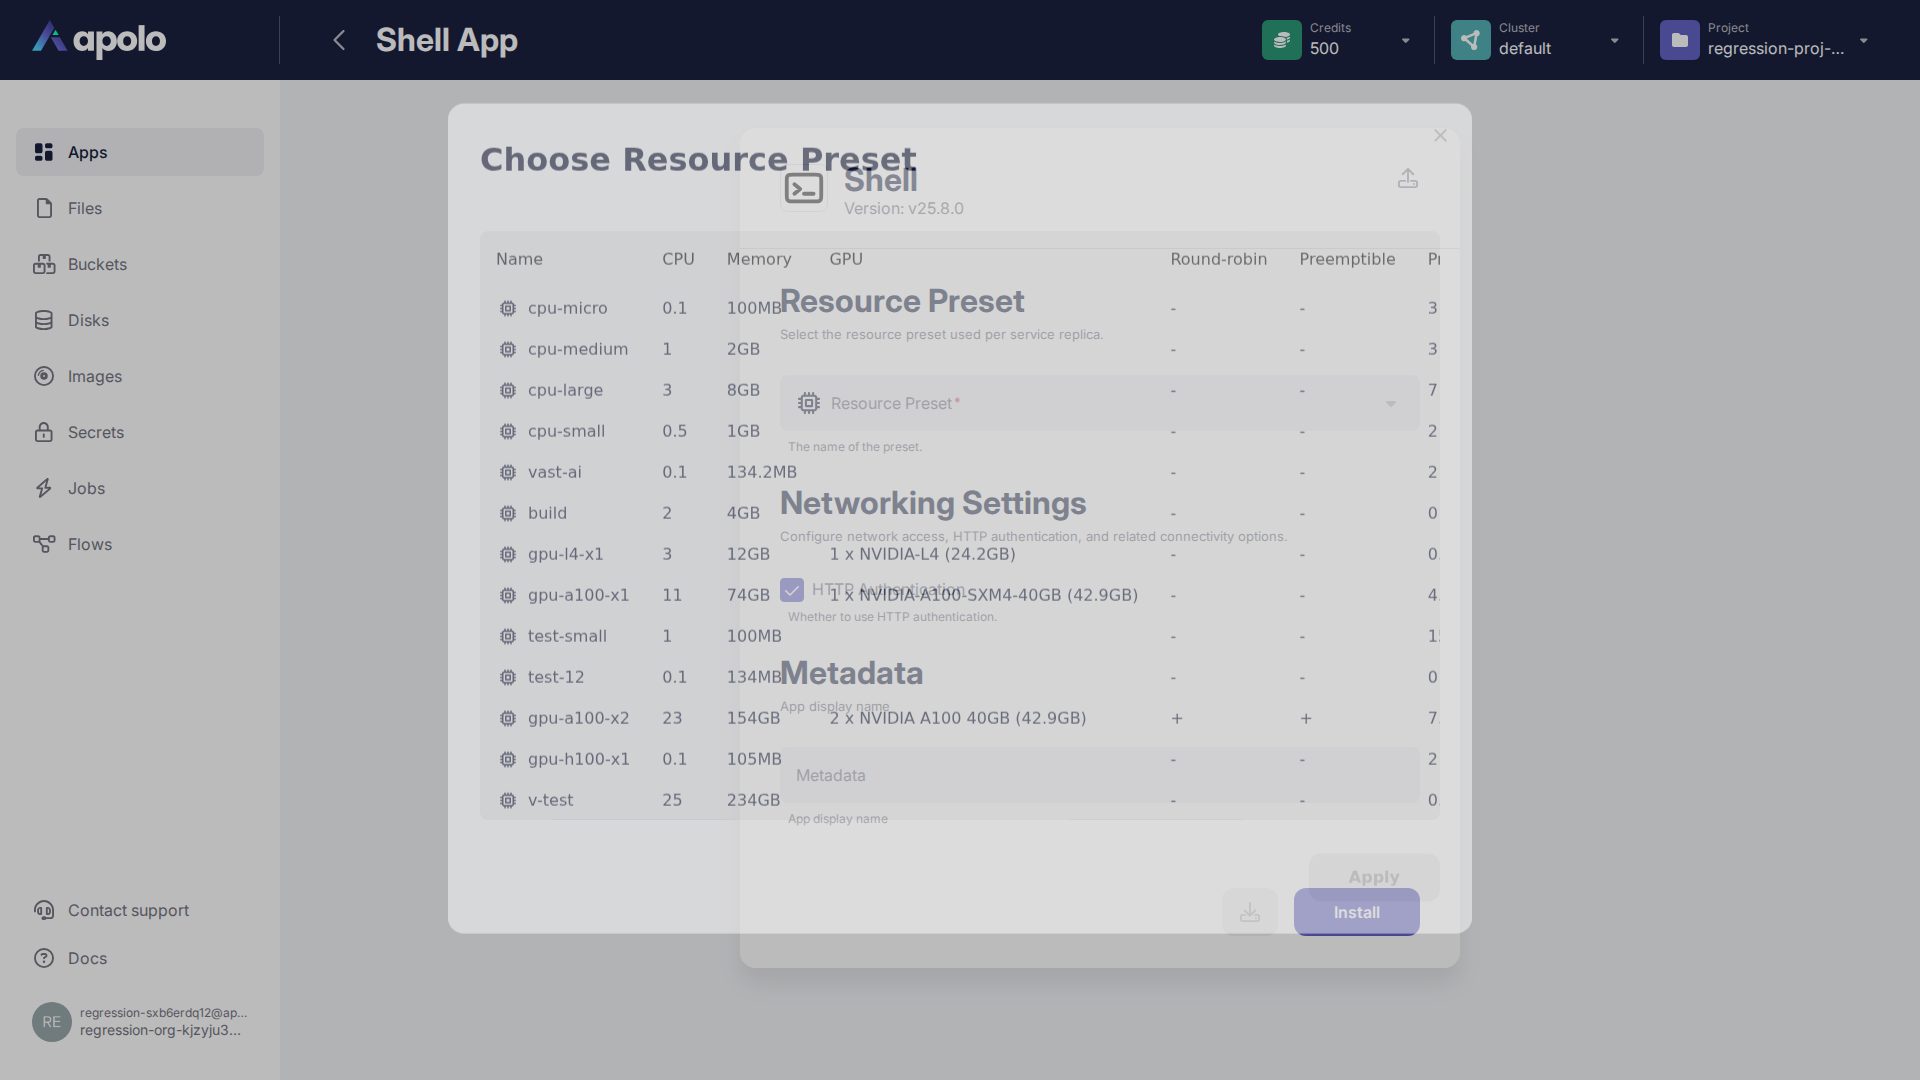 apolo
Shell App
Credits
500
Cluster
default
Project
regression-proj-...
Apps
Files
Buckets
Disks
Images
Secrets
Jobs
Flows
Contact support
Docs
RE
regression-sxb6erdq12@ap...
regression-org-kjzyju3...
Choose Resource Preset
Name CPU Memory GPU Round-robin Preemptible Pr
cpu-micro 0.1 100MB - - 3
cpu-medium 1 2GB - - 3
cpu-large 3 8GB - - 7
cpu-small 0.5 1GB - - 2
vast-ai 0.1 134.2MB - - 2
build 2 4GB - - 0
gpu-l4-x1 3 12GB 1 x NVIDIA-L4 (24.2GB) - - 0.
gpu-a100-x1 11 74GB 1 x NVIDIA-A100-SXM4-40GB (42.9GB) - - 4.
test-small 1 100MB - - 15
test-12 0.1 134MB - - 0
gpu-a100-x2 23 154GB 2 x NVIDIA A100 40GB (42.9GB) + + 7.
gpu-h100-x1 0.1 105MB - - 2
v-test 25 234GB - - 0.
Apply
Shell
Version: v25.8.0
Resource Preset
Select the resource preset used per service replica.
Resource Preset*
The name of the preset.
Networking Settings
Configure network access, HTTP authentication, and related connectivity options.
HTTP Authentication
Whether to use HTTP authentication.
Metadata
App display name
Metadata
App display name
Install